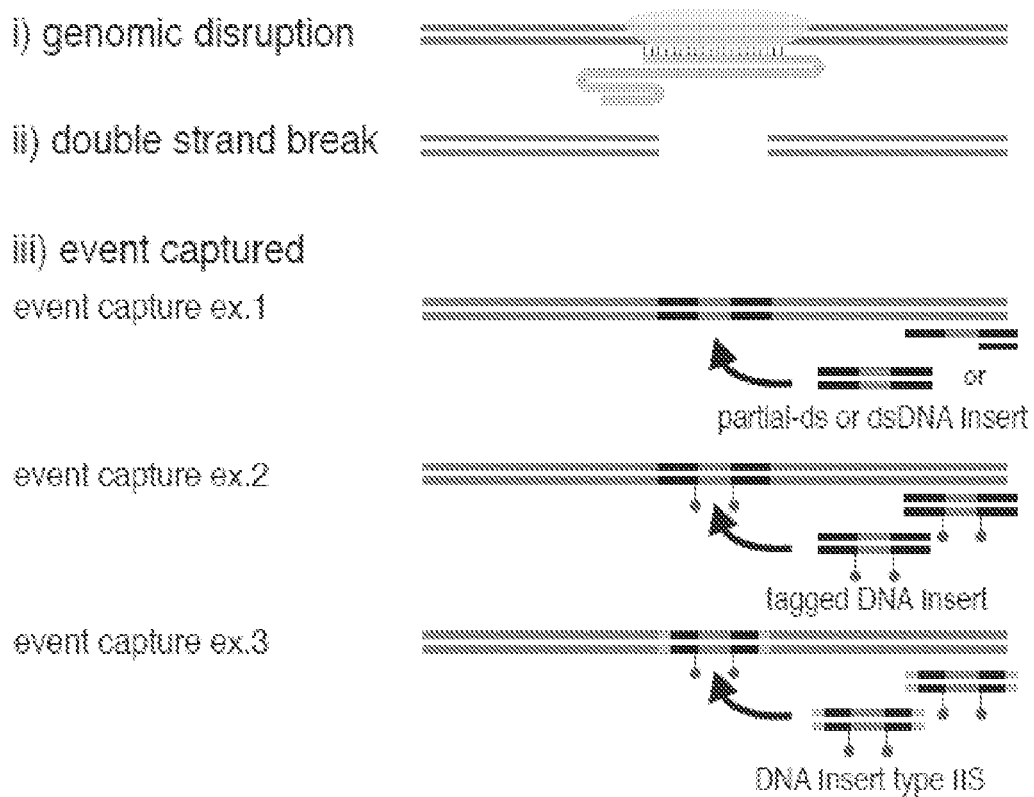 i) genomic disruption
ii) double strand break
iii) event captured
event capture ex.1
or
partial-ds or dsDNA Insert
event capture ex.2
tagged DNA Insert
event capture ex.3
DNA Insert type IIS